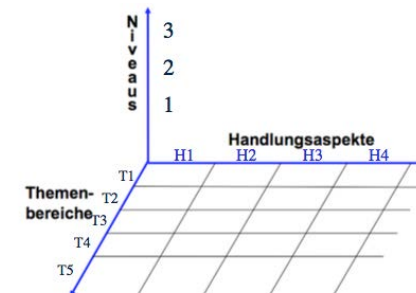 Niveaus
3
2
1
Handlungsaspekte
H1 H2 H3 H4
Themen-
bereiche
T1
T2
T3
T4
T5